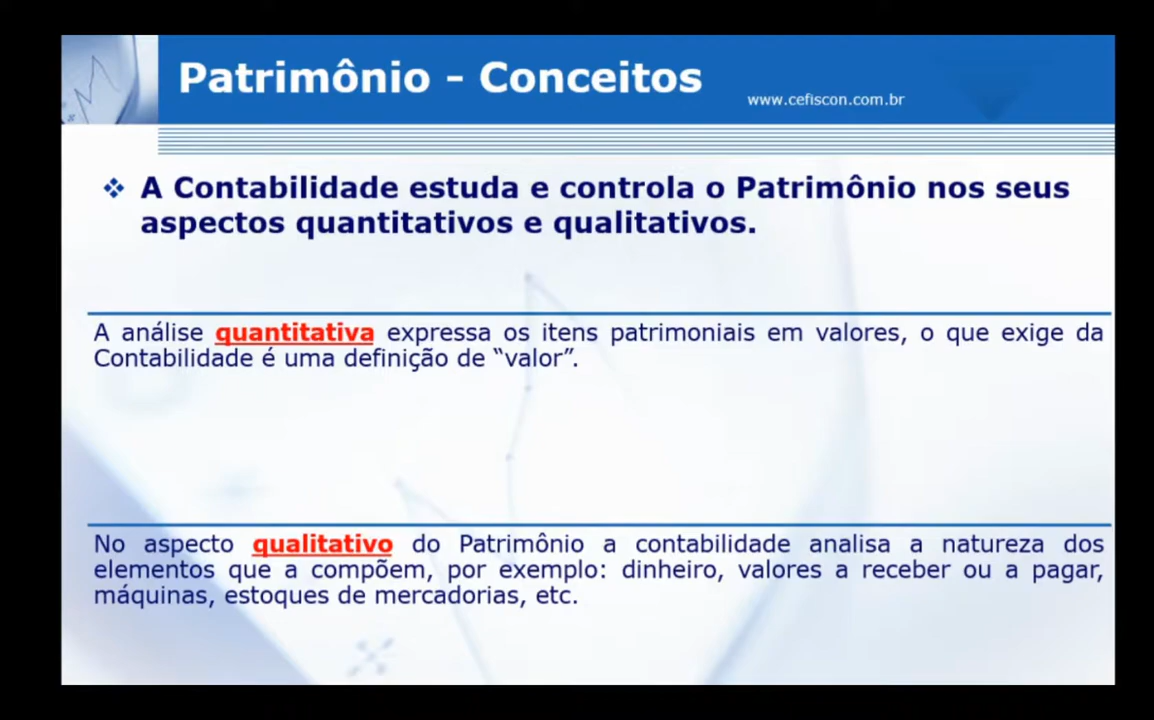 Patrimônio - Conceitos
www.cefiscon.com.br
❖ A Contabilidade estuda e controla o Patrimônio nos seus
aspectos quantitativos e qualitativos.
A análise quantitativa expressa os itens patrimoniais em valores, o que exige da
Contabilidade é uma definição de “valor”.
No aspecto qualitativo do Patrimônio a contabilidade analisa a natureza dos
elementos que a compõem, por exemplo: dinheiro, valores a receber ou a pagar,
máquinas, estoques de mercadorias, etc.